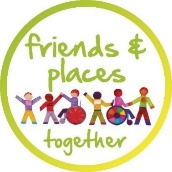 friends &
places
together